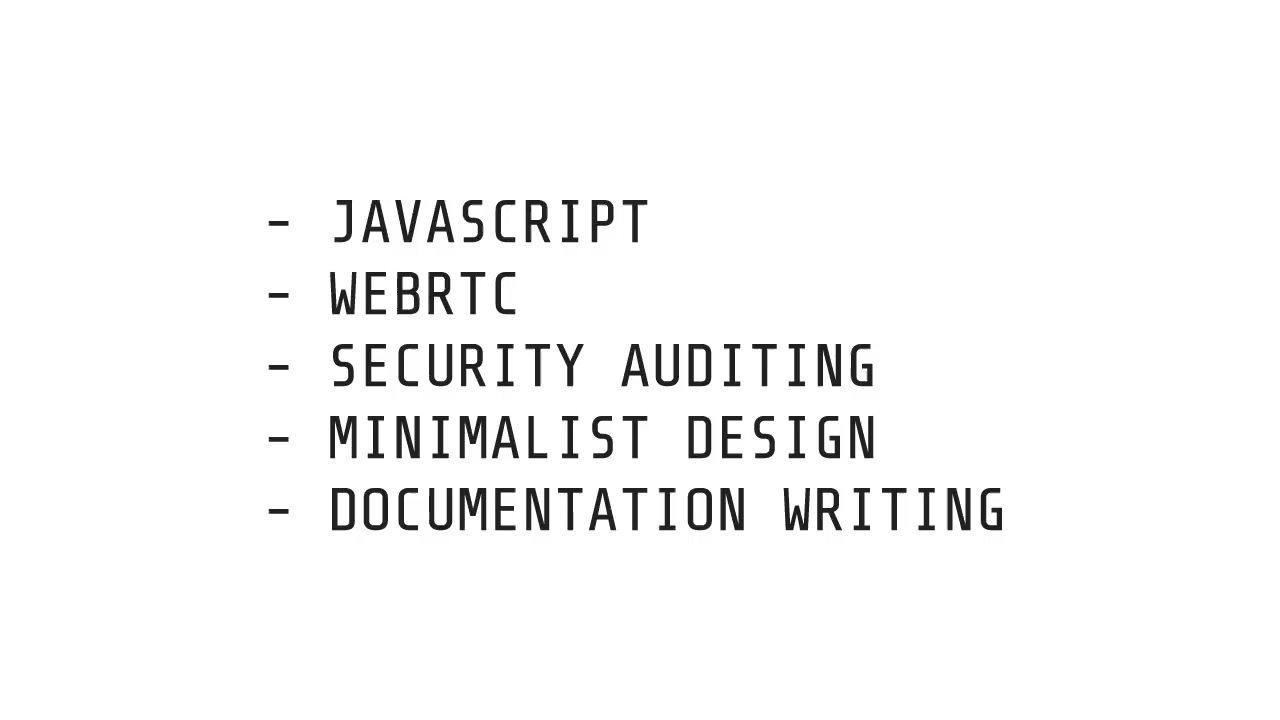 - JAVASCRIPT
- WEBRTC
- SECURITY AUDITING
- MINIMALIST DESIGN
- DOCUMENTATION WRITING